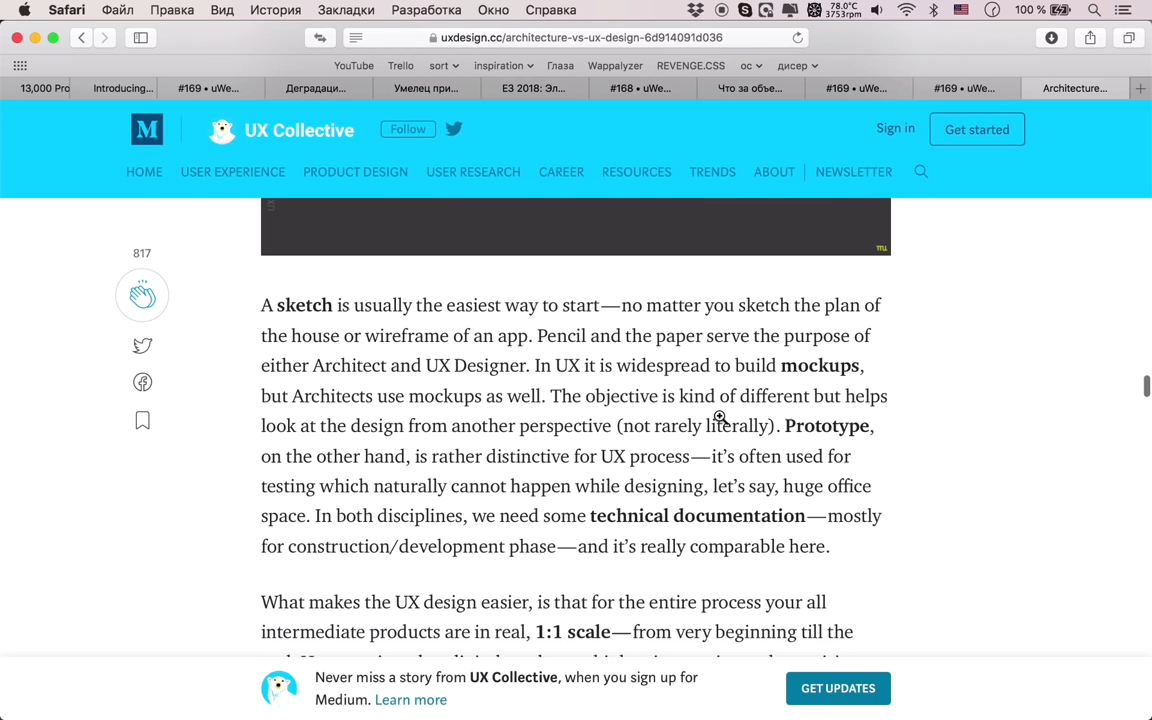 Safari Файл Правка Вид История Закладки Разработка Окно Справка 78.0°C 3753rpm 100 %
uxdesign.cc/architecture-vs-ux-design-6d914091d036
YouTube Trello sort inspiration Глаза Wappalyzer REVENGE.CSS ос дисер
13,000 Pro Introducing... #169 • uWe... Деградаци... Умелец при... E3 2018: Эл... #168 • uWe... Что за объе... #169 • uWe... #169 • uWe... Architecture...
M UX Collective Follow Sign in Get started
HOME USER EXPERIENCE PRODUCT DESIGN USER RESEARCH CAREER RESOURCES TRENDS ABOUT NEWSLETTER
UX
817
A sketch is usually the easiest way to start—no matter you sketch the plan of
the house or wireframe of an app. Pencil and the paper serve the purpose of
either Architect and UX Designer. In UX it is widespread to build mockups,
but Architects use mockups as well. The objective is kind of different but helps
look at the design from another perspective (not rarely literally). Prototype,
on the other hand, is rather distinctive for UX process—it's often used for
testing which naturally cannot happen while designing, let's say, huge office
space. In both disciplines, we need some technical documentation—mostly
for construction/development phase—and it's really comparable here.
What makes the UX design easier, is that for the entire process your all
intermediate products are in real, 1:1 scale—from very beginning till the
Never miss a story from UX Collective, when you sign up for
Medium. Learn more
GET UPDATES